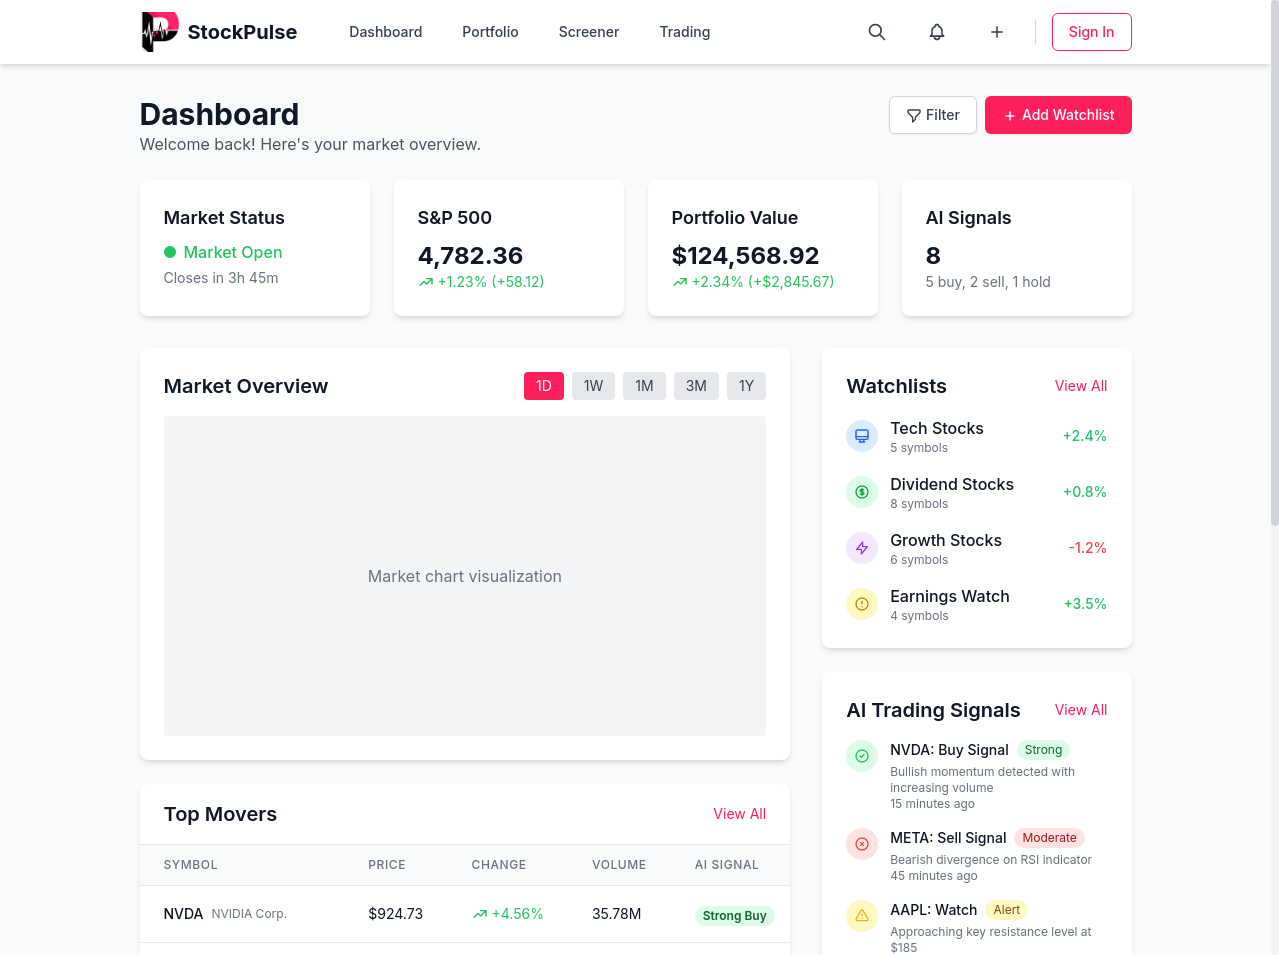 StockPulse
Dashboard
Portfolio
Screener
Trading
Sign In
Dashboard
Welcome back! Here's your market overview.
Filter
+ Add Watchlist
Market Status
Market Open
Closes in 3h 45m
S&P 500
4,782.36
+1.23% (+58.12)
Portfolio Value
$124,568.92
+2.34% (+$2,845.67)
AI Signals
8
5 buy, 2 sell, 1 hold
Market Overview
1D
1W
1M
3M
1Y
Market chart visualization
Top Movers
View All
SYMBOL PRICE CHANGE VOLUME AI SIGNAL
NVDA NVIDIA Corp. $924.73 +4.56% 35.78M Strong Buy
Watchlists
View All
Tech Stocks
5 symbols
+2.4%
Dividend Stocks
8 symbols
+0.8%
Growth Stocks
6 symbols
-1.2%
Earnings Watch
4 symbols
+3.5%
AI Trading Signals
View All
NVDA: Buy Signal Strong
Bullish momentum detected with
increasing volume
15 minutes ago
META: Sell Signal Moderate
Bearish divergence on RSI indicator
45 minutes ago
AAPL: Watch Alert
Approaching key resistance level at
$185